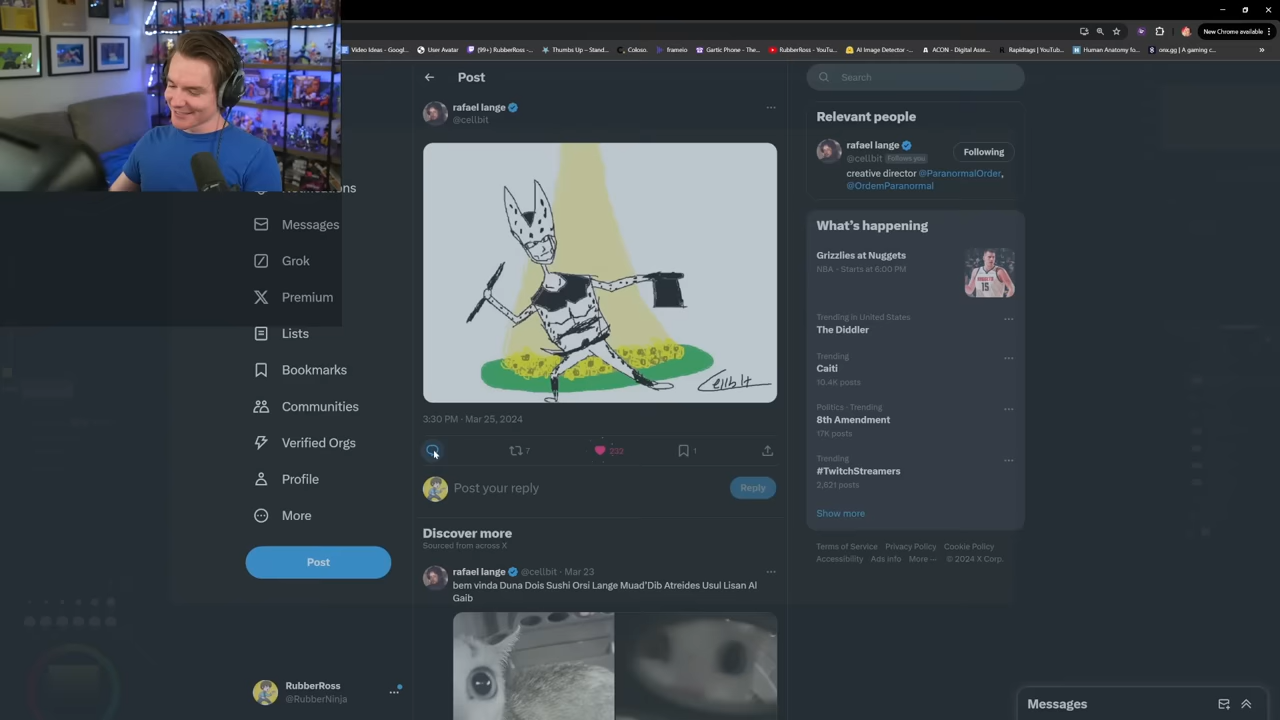 New Chrome available
Video Ideas - Googl...
User Avatar
(99+) RubberRoss -...
Thumbs Up - Stand...
Coloso.
frameio
Gartic Phone - The...
RubberRoss - YouTu...
AI Image Detector -...
ACON - Digital Asse...
Rapidtags | YouTub...
Human Anatomy fo...
onx.gg | A gaming c...
»
Post
Search
rafael lange
@cellbit
Relevant people
rafael lange
@cellbit Follows you
Following
creative director @ParanormalOrder,
@OrdemParanormal
Notifications
Messages
Grok
Premium
Lists
Bookmarks
Communities
Verified Orgs
Profile
More
Post
Cellbit
3:30 PM · Mar 25, 2024
7
1
Post your reply
Reply
Discover more
Sourced from across X
rafael lange @cellbit · Mar 23
bem vinda Duna Dois Sushi Orsi Lange Muad'Dib Atreides Usul Lisan Al
Gaib
What's happening
Grizzlies at Nuggets
NBA · Starts at 6:00 PM
15
Trending in United States
The Diddler
Trending
Caiti
10.4K posts
Politics · Trending
8th Amendment
17K posts
Trending
#TwitchStreamers
2,821 posts
Show more
Terms of Service Privacy Policy Cookie Policy
Accessibility Ads info More ··· © 2024 X Corp.
RubberRoss
@RubberNinja
Messages